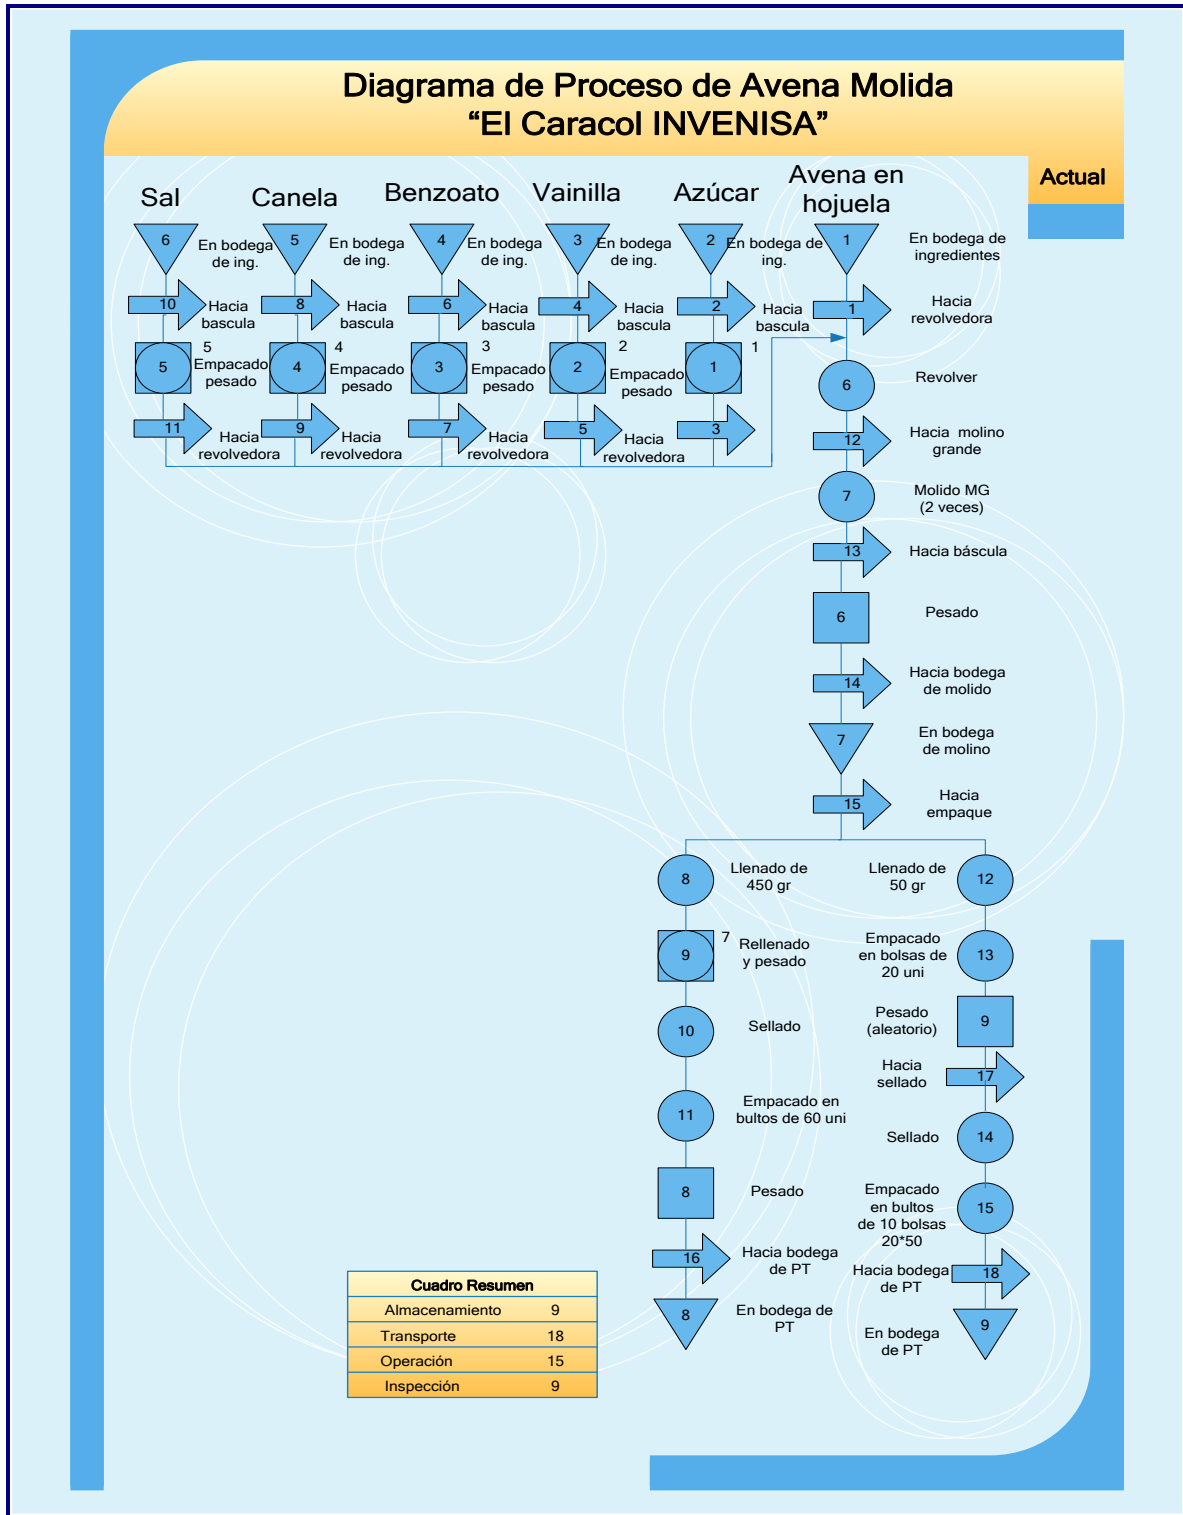 Diagrama de Proceso de Avena Molida
“El Caracol INVENISA”
Actual
Sal
Canela
Benzoato
Vainilla
Azúcar
Avena en
hojuela
6
En bodega
de ing.
5
En bodega
de ing.
4
En bodega
de ing.
3
En bodega
de ing.
2
En bodega de
ing.
1
En bodega de
ingredientes
10
Hacia
bascula
8
Hacia
bascula
6
Hacia
bascula
4
Hacia
bascula
2
Hacia
bascula
1
Hacia
revolvedora
5
5
Empacado
pesado
4
4
Empacado
pesado
3
3
Empacado
pesado
2
2
Empacado
pesado
1
1
6
Revolver
11
Hacia
revolvedora
9
Hacia
revolvedora
7
Hacia
revolvedora
5
Hacia
revolvedora
3
12
Hacia molino
grande
7
Molido MG
(2 veces)
13
Hacia báscula
6
Pesado
14
Hacia bodega
de molido
7
En bodega
de molino
15
Hacia
empaque
8
Llenado de
450 gr
9
7
Rellenado
y pesado
10
Sellado
11
Empacado en
bultos de 60 uni
8
Pesado
16
Hacia bodega
de PT
8
En bodega de
PT
Llenado de
50 gr
12
Empacado
en bolsas de
20 uni
13
Pesado
(aleatorio)
9
Hacia
sellado
17
Sellado
14
Empacado
en bultos
de 10 bolsas
20*50
15
Hacia bodega
de PT
18
En bodega
de PT
9
Cuadro Resumen
Almacenamiento 9
Transporte 18
Operación 15
Inspección 9